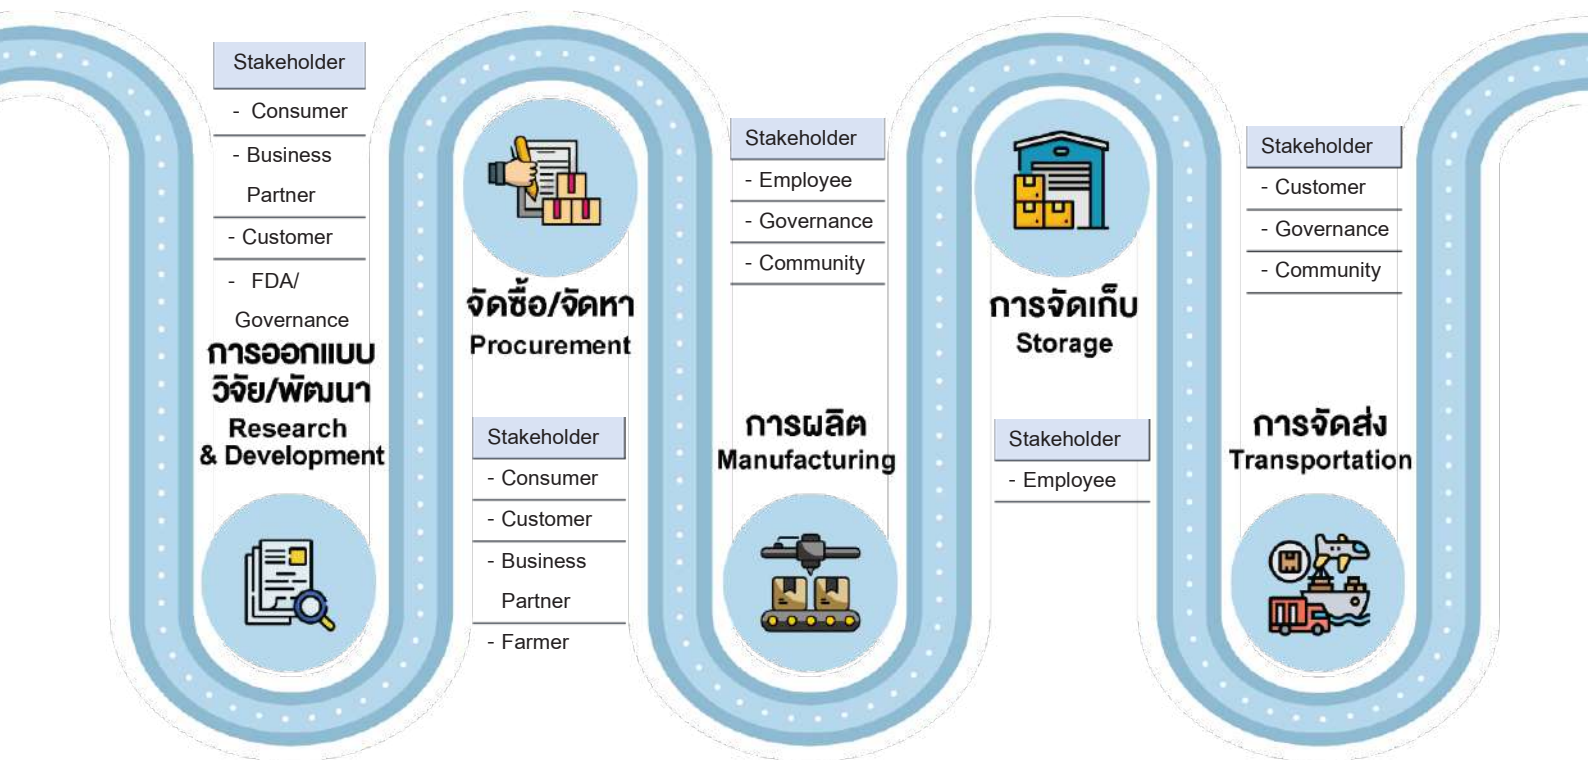 Stakeholder
- Consumer
- Business
Partner
- Customer
- FDA/
Governance
การออกแบบ
วิจัย/พัฒนา
Research
& Development
จัดซื้อ/จัดหา
Procurement
Stakeholder
- Consumer
- Customer
- Business
Partner
- Farmer
Stakeholder
- Employee
- Governance
- Community
การผลิต
Manufacturing
การจัดเก็บ
Storage
Stakeholder
- Employee
Stakeholder
- Customer
- Governance
- Community
การจัดส่ง
Transportation